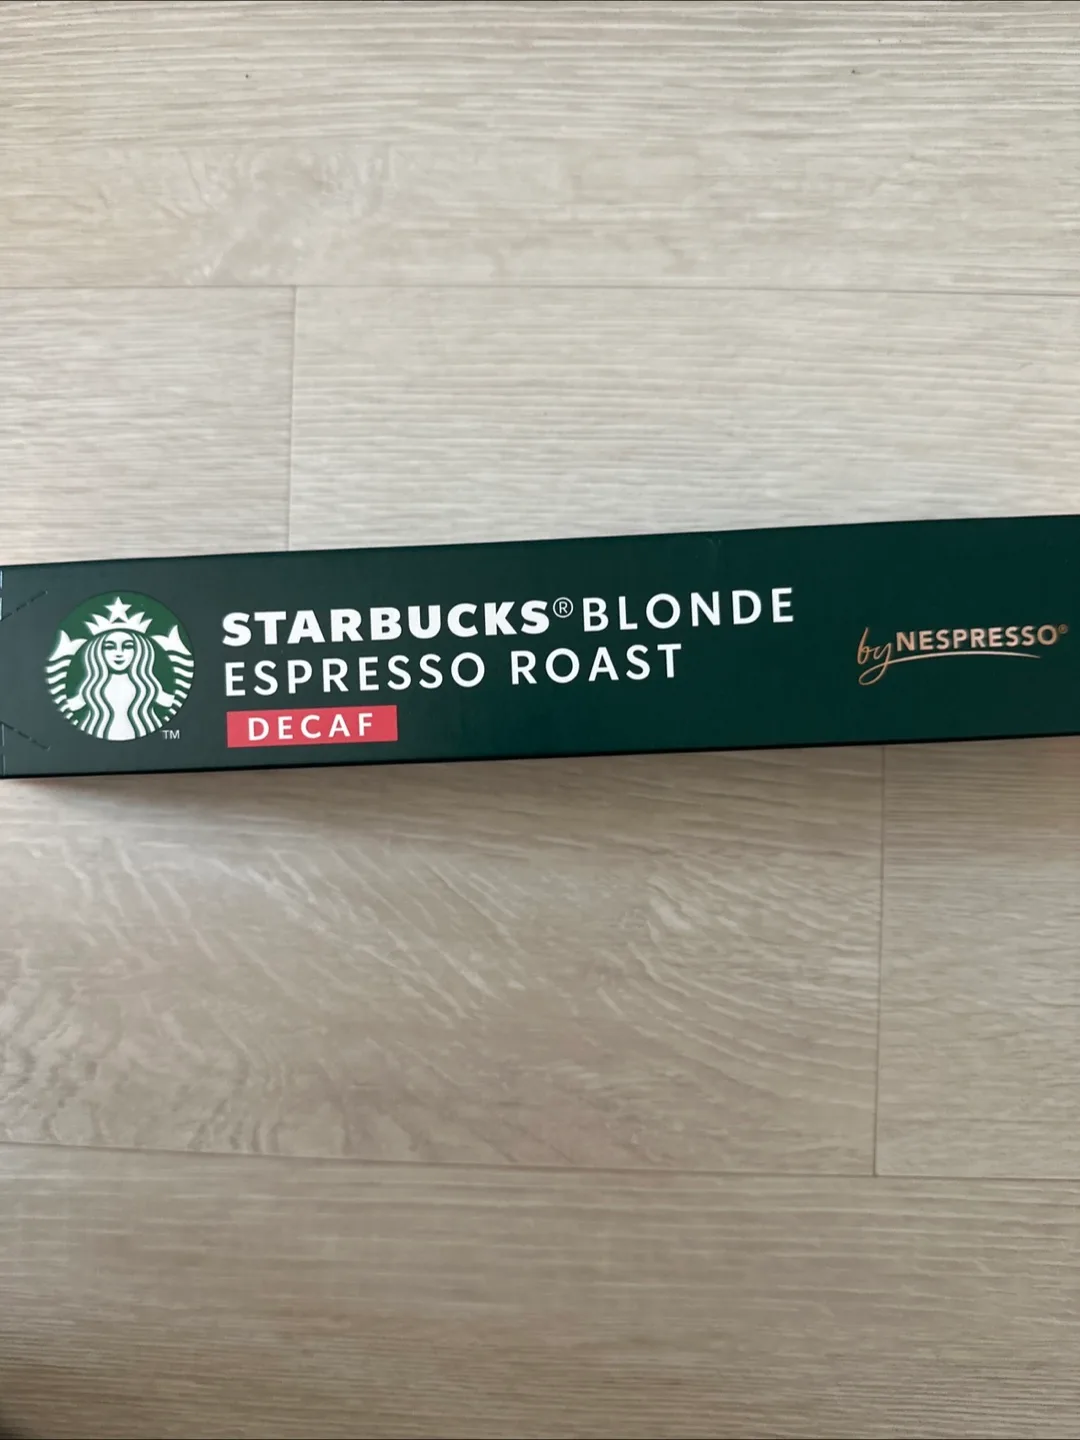 STARBUCKS® BLONDE
ESPRESSO ROAST
DECAF
TM
by NESPRESSO®